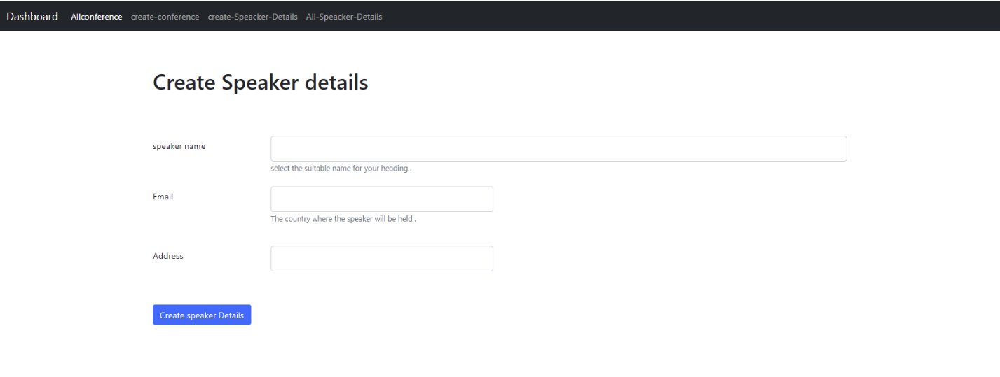 Dashboard Allconference create-conference create-Speacker-Details All-Speacker-Details
Create Speaker details
speaker name
select the suitable name for your heading .
Email
The country where the speaker will be held .
Address
Create speaker Details